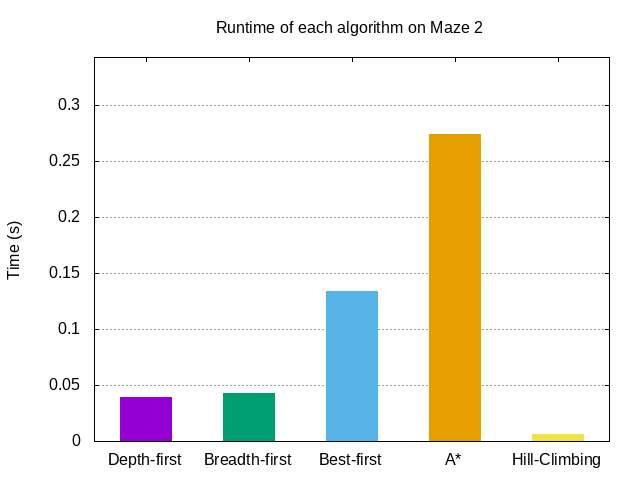 Runtime of each algorithm on Maze 2
Time (s)
0.3
0.25
0.2
0.15
0.1
0.05
0
Depth-first Breadth-first Best-first A* Hill-Climbing